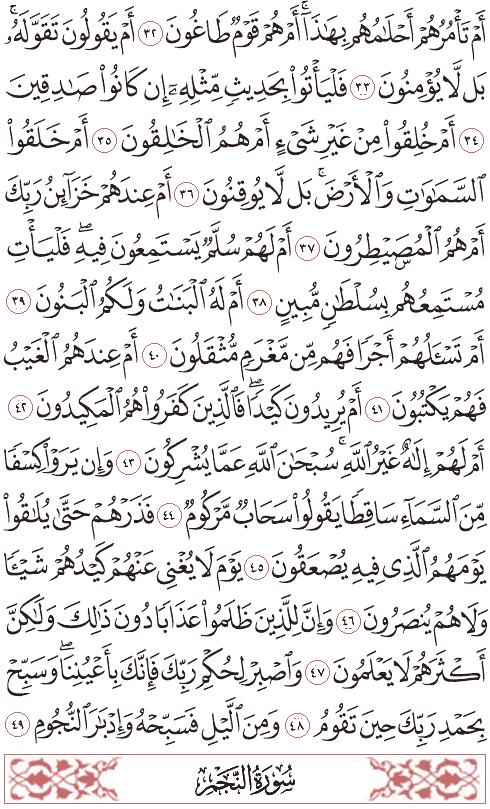 أَمْ تَأْمُرُهُمْ أَحْلَٰمُهُم بِهَٰذَآ ۚ أَمْ هُمْ قَوْمٌ طَاغُونَ ٣٢ أَمْ يَقُولُونَ تَقَوَّلَهُۥ ۚ
بَل لَّا يُؤْمِنُونَ ٣٣ فَلْيَأْتُوا۟ بِحَدِيثٍ مِّثْلِهِۦٓ إِن كَانُوا۟ صَٰدِقِينَ
٣٤ أَمْ خُلِقُوا۟ مِنْ غَيْرِ شَىْءٍ أَمْ هُمُ ٱلْخَٰلِقُونَ ٣٥ أَمْ خَلَقُوا۟
ٱلسَّمَٰوَٰتِ وَٱلْأَرْضَ ۚ بَل لَّا يُوقِنُونَ ٣٦ أَمْ عِندَهُمْ خَزَآئِنُ رَبِّكَ
أَمْ هُمُ ٱلْمُصَۣيْطِرُونَ ٣٧ أَمْ لَهُمْ سُلَّمٌ يَسْتَمِعُونَ فِيهِ ۖ فَلْيَأْتِ
مُسْتَمِعُهُم بِسُلْطَٰنٍ مُّبِينٍ ٣٨ أَمْ لَهُ ٱلْبَنَٰتُ وَلَكُمُ ٱلْبَنُونَ ٣٩
أَمْ تَسْـَٔلُهُمْ أَجْرًا فَهُم مِّن مَّغْرَمٍ مُّثْقَلُونَ ٤٠ أَمْ عِندَهُمُ ٱلْغَيْبُ
فَهُمْ يَكْتُبُونَ ٤١ أَمْ يُرِيدُونَ كَيْدًا ۖ فَٱلَّذِينَ كَفَرُوا۟ هُمُ ٱلْمَكِيدُونَ ٤٢
أَمْ لَهُمْ إِلَٰهٌ غَيْرُ ٱللَّهِ ۚ سُبْحَٰنَ ٱللَّهِ عَمَّا يُشْرِكُونَ ٤٣ وَإِن يَرَوْا۟ كِسْفًا
مِّنَ ٱلسَّمَآءِ سَاقِطًا يَقُولُوا۟ سَحَابٌ مَّرْكُومٌ ٤٤ فَذَرْهُمْ حَتَّىٰ يُلَٰقُوا۟
يَوْمَهُمُ ٱلَّذِى فِيهِ يُصْعَقُونَ ٤٥ يَوْمَ لَا يُغْنِى عَنْهُمْ كَيْدُهُمْ شَيْـًٔا
وَلَا هُمْ يُنصَرُونَ ٤٦ وَإِنَّ لِلَّذِينَ ظَلَمُوا۟ عَذَابًا دُونَ ذَٰلِكَ وَلَٰكِنَّ
أَكْثَرَهُمْ لَا يَعْلَمُونَ ٤٧ وَٱصْبِرْ لِحُكْمِ رَبِّكَ فَإِنَّكَ بِأَعْيُنِنَا ۖ وَسَبِّحْ
بِحَمْدِ رَبِّكَ حِينَ تَقُومُ ٤٨ وَمِنَ ٱلَّيْلِ فَسَبِّحْهُ وَإِدْبَٰرَ ٱلنُّجُومِ ٤٩
سُورَةُ النَّجْمِ